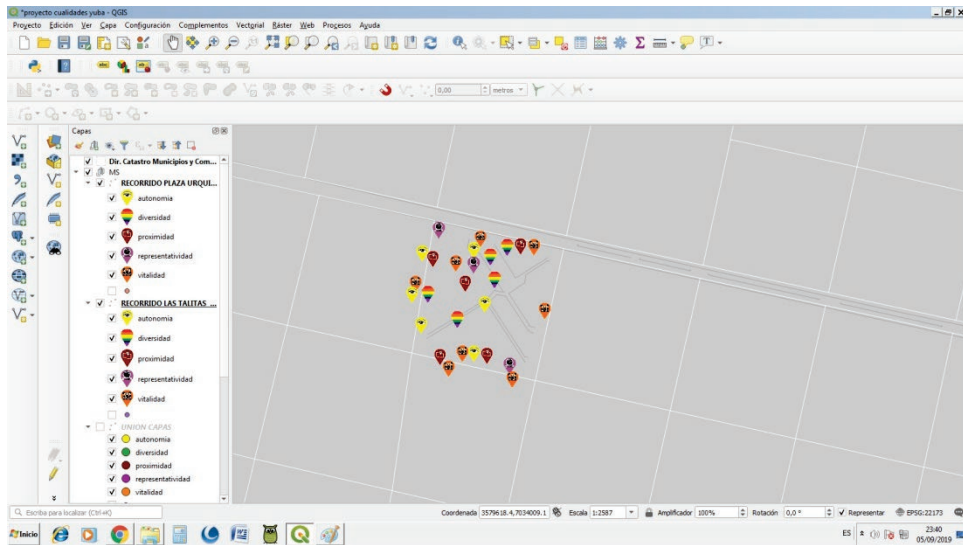 *proyecto cualidades yuba - QGIS
Proyecto Edición Ver Capa Configuración Complementos Vectorial Ráster Web Procesos Ayuda
0,00 metros
Capas
Dir. Catastro Municipios y Com...
MS
RECORRIDO PLAZA URQUI...
autonomia
diversidad
proximidad
representatividad
vitalidad
RECORRIDO LAS TALITAS ...
autonomia
diversidad
proximidad
representatividad
vitalidad
UNION CAPAS
autonomia
diversidad
proximidad
representatividad
vitalidad
Escriba para localizar (Ctrl+K)
Coordenada 3579618.4,7034009.1 Escala 1:2587 Amplificador 100% Rotación 0,0 ° Representar EPSG:22173
Inicio
ES
23:40
05/09/2019